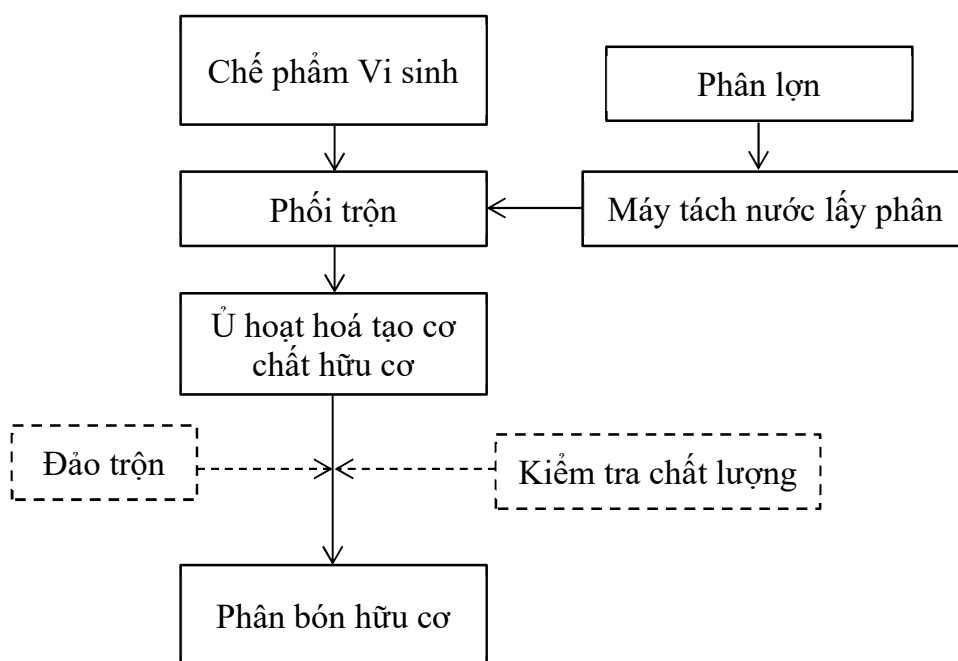 Chế phẩm Vi sinh
Phân lợn
Phối trộn
Máy tách nước lấy phân
Ủ hoạt hoá tạo cơ
chất hữu cơ
Đảo trộn
Kiểm tra chất lượng
Phân bón hữu cơ